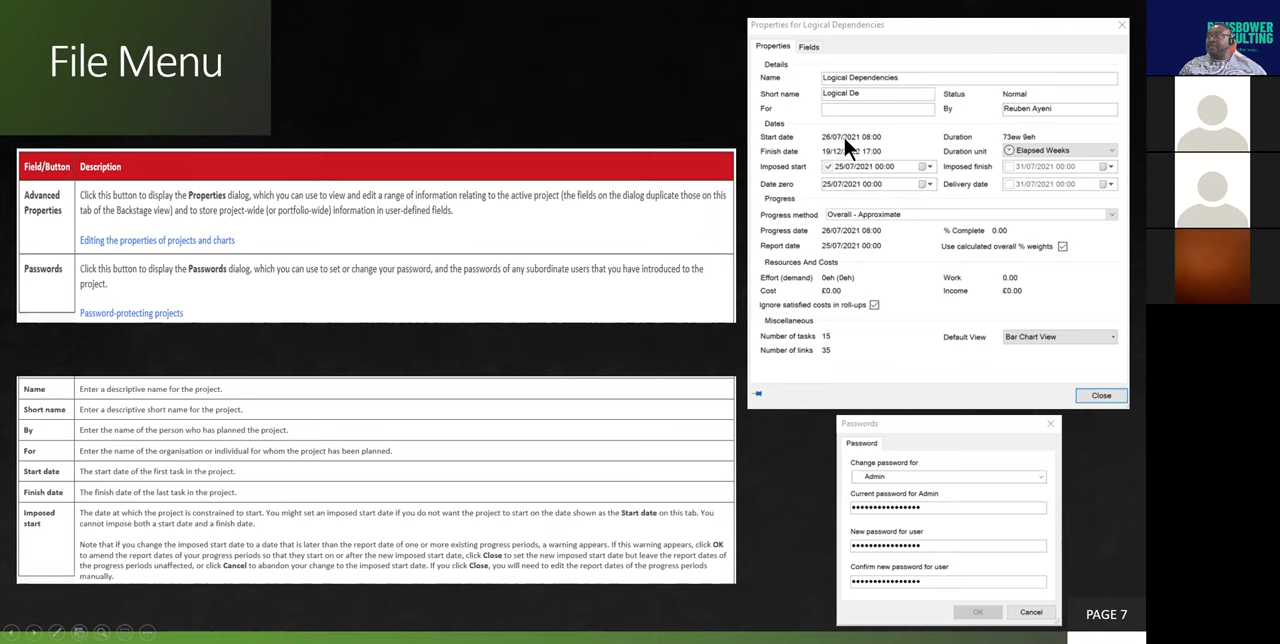 File Menu
Field/Button Description
Advanced Properties
Click this button to display the Properties dialog, which you can use to view and edit a range of information relating to the active project (the fields on the dialog duplicate those on this
tab of the Backstage view) and to store project-wide (or portfolio-wide) information in user-defined fields.
Editing the properties of projects and charts
Passwords Click this button to display the Passwords dialog, which you can use to set or change your password, and the passwords of any subordinate users that you have introduced to the
project.
Password-protecting projects
Name Enter a descriptive name for the project.
Short name Enter a descriptive short name for the project.
By Enter the name of the person who has planned the project.
For Enter the name of the organisation or individual for whom the project has been planned.
Start date The start date of the first task in the project.
Finish date The finish date of the last task in the project.
Imposed start
The date at which the project is constrained to start. You might set an imposed start date if you do not want the project to start on the date shown as the Start date on this tab. You
cannot impose both a start date and a finish date.
Note that if you change the imposed start date to a date that is later than the report date of one or more existing progress periods, a warning appears. If this warning appears, click OK
to amend the report dates of your progress periods so that they start on or after the new imposed start date, click Close to set the new imposed start date but leave the report dates of
the progress periods unaffected, or click Cancel to abandon your change to the imposed start date. If you click Close, you will need to edit the report dates of the progress periods
manually.
Properties for Logical Dependencies
Properties Fields
Details
Name Logical Dependencies
Short name Logical De Status Normal
For By Reuben Ayeni
Dates
Start date 26/07/2021 08:00 Duration 73ew 9eh
Finish date 19/12/ 17:00 Duration unit Elapsed Weeks
Imposed start 25/07/2021 00:00 Imposed finish 31/07/2021 00:00
Date zero 25/07/2021 00:00 Delivery date 31/07/2021 00:00
Progress
Progress method Overall - Approximate
Progress date 26/07/2021 08:00 % Complete 0.00
Report date 25/07/2021 00:00 Use calculated overall % weights
Resources And Costs
Effort (demand) 0eh (0eh) Work 0.00
Cost £0.00 Income £0.00
Ignore satisfied costs in roll-ups
Miscellaneous
Number of tasks 15 Default View Bar Chart View
Number of links 35
Close
Passwords
Password
Change password for
Admin
Current password for Admin
••••••••••••••••
New password for user
••••••••••••••••
Confirm new password for user
••••••••••••••••
OK Cancel
PAGE 7